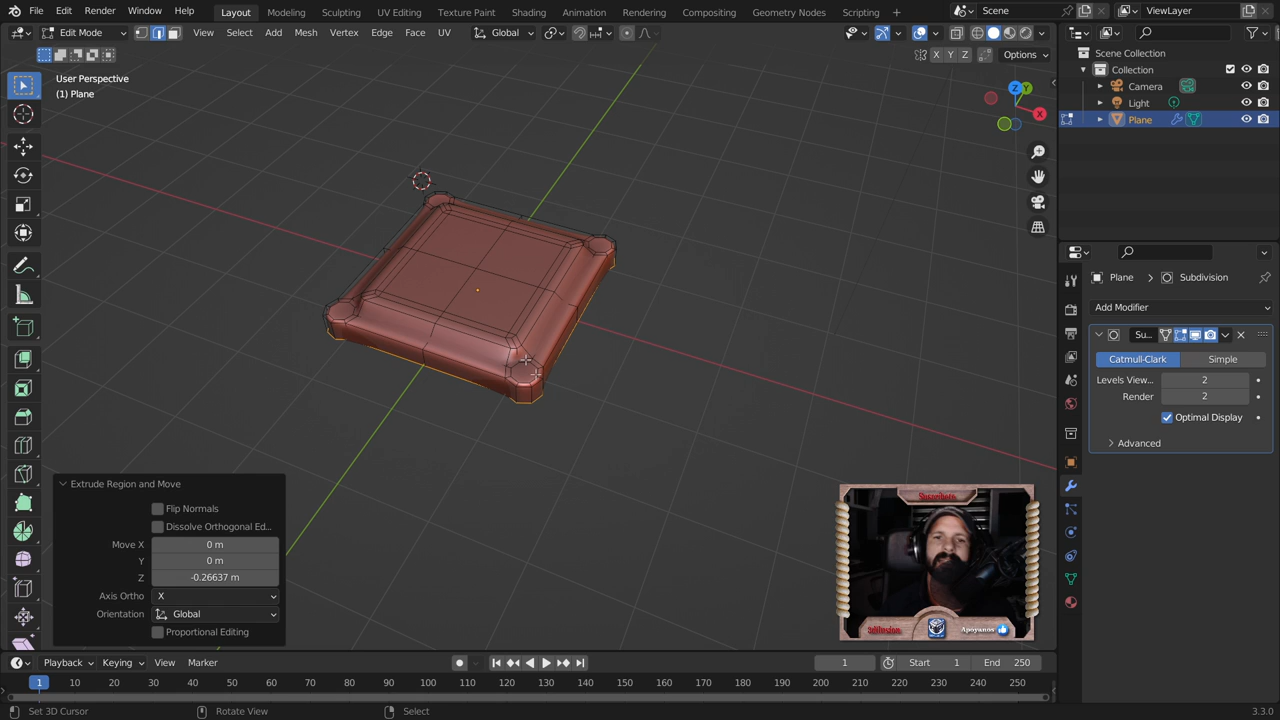 File Edit Render Window Help Layout Modeling Sculpting UV Editing Texture Paint Shading Animation Rendering Compositing Geometry Nodes Scripting Scene ViewLayer
Edit Mode View Select Add Mesh Vertex Edge Face UV Global
X Y Z Options
User Perspective
(1) Plane
Z Y
X
Scene Collection
Collection
Camera
Light
Plane
Plane Subdivision
Add Modifier
Su...
Catmull-Clark Simple
Levels View... 2
Render 2
Optimal Display
Advanced
Extrude Region and Move
Flip Normals
Dissolve Orthogonal Ed...
Move X 0 m
Y 0 m
Z -0.26637 m
Axis Ortho X
Orientation Global
Proportional Editing
Apoyanos
Playback Keying View Marker 1 Start 1 End 250
1 10 20 30 40 50 60 70 80 90 100 110 120 130 140 150 160 170 180 190 200 210 220 230 240 250
Set 3D Cursor Rotate View Select 3.3.0